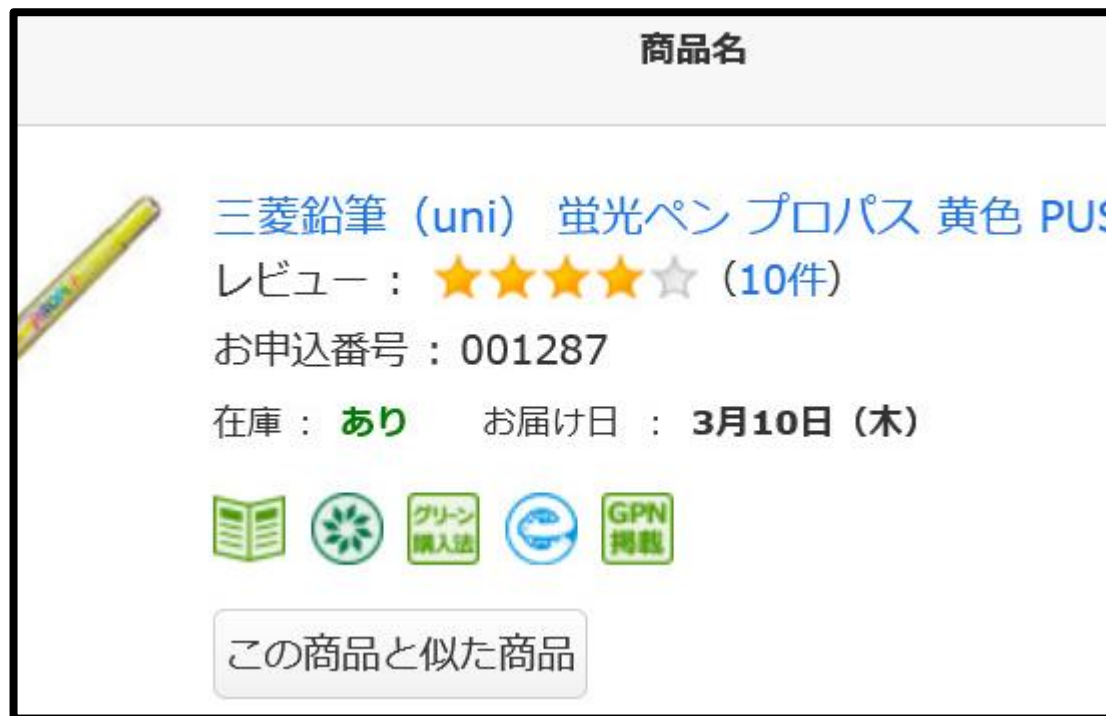 商品名
三菱鉛筆（uni） 蛍光ペン プロパス 黄色 PUS
レビュー： （10件）
お申込番号：001287
在庫： あり お届け日 ： 3月10日（木）
グリーン
購入法
GPN
掲載
この商品と似た商品